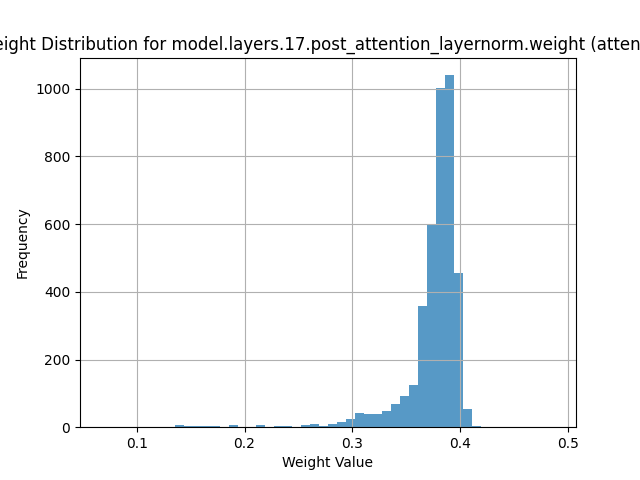 eight Distribution for model.layers.17.post_attention_layernorm.weight (atten
1000
800
600
400
200
0
Frequency
0.1 0.2 0.3 0.4 0.5
Weight Value